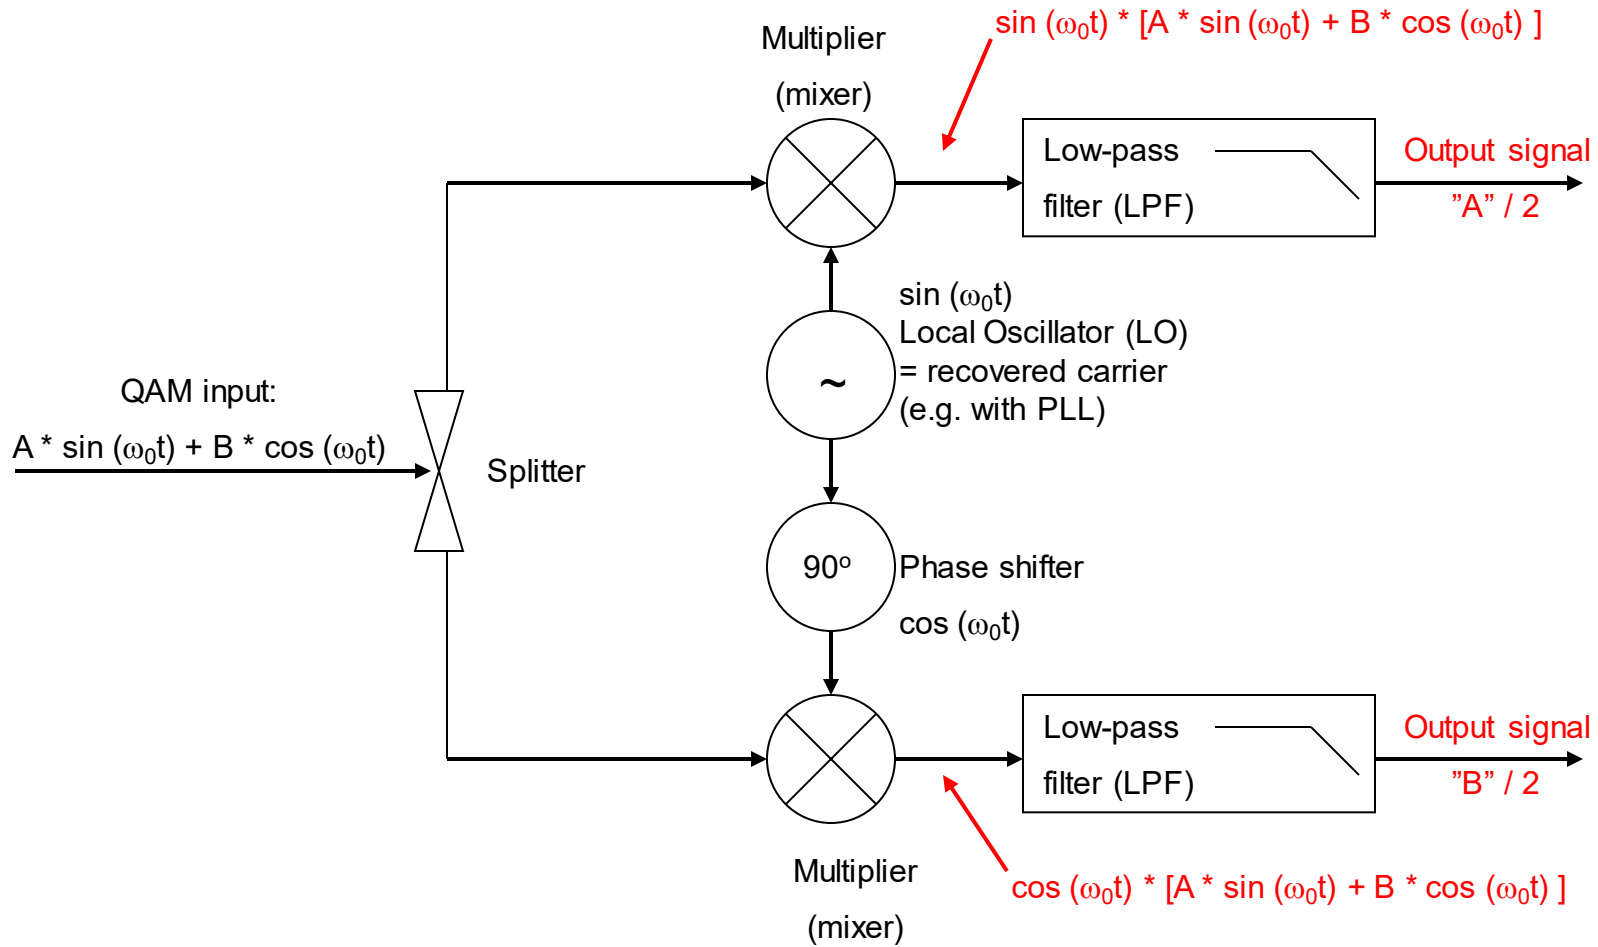 sin (ω₀t) * [A * sin (ω₀t) + B * cos (ω₀t) ]
Multiplier
(mixer)
Low-pass
filter (LPF)
Output signal
”A” / 2
sin (ω₀t)
Local Oscillator (LO)
= recovered carrier
(e.g. with PLL)
~
QAM input:
A * sin (ω₀t) + B * cos (ω₀t)
Splitter
90º
Phase shifter
cos (ω₀t)
Low-pass
filter (LPF)
Output signal
”B” / 2
Multiplier
(mixer)
cos (ω₀t) * [A * sin (ω₀t) + B * cos (ω₀t) ]